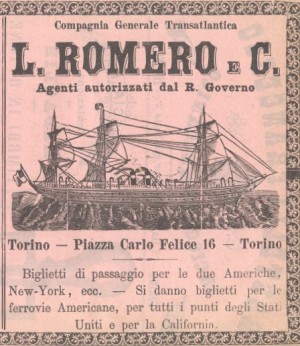 Compagnia Generale Transatlantica
L. ROMERO E C.
Agenti autorizzati dal R. Governo
Torino — Piazza Carlo Felice 16 — Torino
Biglietti di passaggio per le due Americhe,
New-York, ecc. — Si danno biglietti per le
ferrovie Americane, per tutti i punti degli Stati
Uniti e per la California.